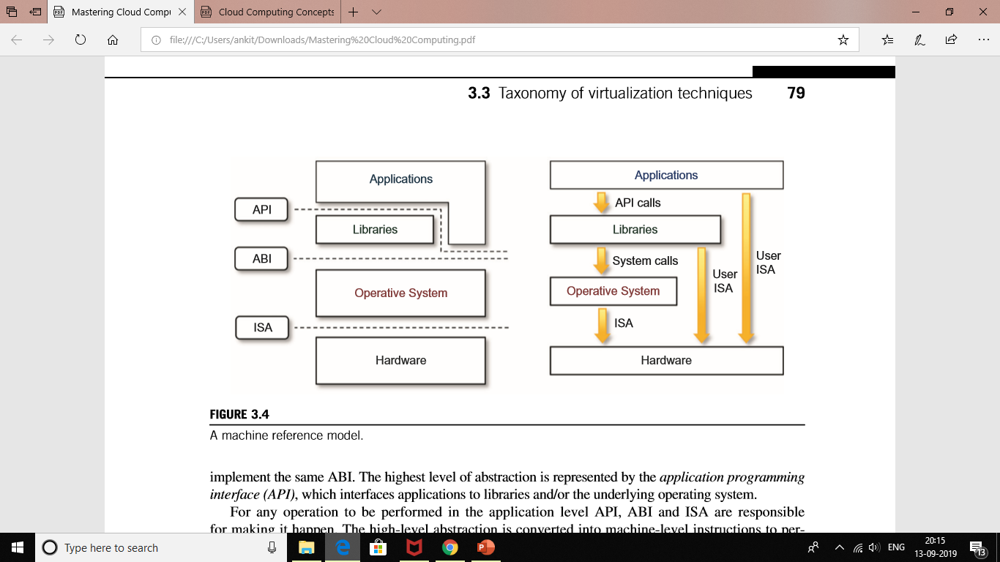 Mastering Cloud Compu
Cloud Computing Concepts
file:///C:/Users/ankit/Downloads/Mastering%20Cloud%20Computing.pdf
3.3 Taxonomy of virtualization techniques 79
Applications
API
Libraries
ABI
Operative System
ISA
Hardware
Applications
API calls
Libraries
System calls
User
ISA
User
ISA
Operative System
ISA
Hardware
FIGURE 3.4
A machine reference model.
implement the same ABI. The highest level of abstraction is represented by the application programming
interface (API), which interfaces applications to libraries and/or the underlying operating system.
For any operation to be performed in the application level API, ABI and ISA are responsible
for making it happen. The high-level abstraction is converted into machine-level instructions to per-
Type here to search
ENG
20:15
13-09-2019
13